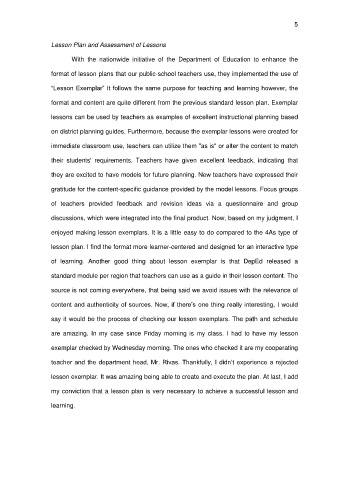 5
Lesson Plan and Assessment of Lessons
With the nationwide initiative of the Department of Education to enhance the
format of lesson plans that our public-school teachers use, they implemented the use of
"Lesson Exemplar" It follows the same purpose for teaching and learning however, the
format and content are quite different from the previous standard lesson plan. Exemplar
lessons can be used by teachers as examples of excellent instructional planning based
on district planning guides. Furthermore, because the exemplar lessons were created for
immediate classroom use, teachers can utilize them "as is" or alter the content to match
their students' requirements. Teachers have given excellent feedback, indicating that
they are excited to have models for future planning. New teachers have expressed their
gratitude for the content-specific guidance provided by the model lessons. Focus groups
of teachers provided feedback and revision ideas via a questionnaire and group
discussions, which were integrated into the final product. Now, based on my judgment, I
enjoyed making lesson exemplars. It is a little easy to do compared to the 4As type of
lesson plan. I find the format more learner-centered and designed for an interactive type
of learning. Another good thing about lesson exemplar is that DepEd released a
standard module per region that teachers can use as a guide in their lesson content. The
source is not coming everywhere, that being said we avoid issues with the relevance of
content and authenticity of sources. Now, if there's one thing really interesting, I would
say it would be the process of checking our lesson exemplars. The path and schedule
are amazing. In my case since Friday morning is my class. I had to have my lesson
exemplar checked by Wednesday morning. The ones who checked it are my cooperating
teacher and the department head, Mr. Rivas. Thankfully, I didn't experience a rejected
lesson exemplar. It was amazing being able to create and execute the plan. At last, I add
my conviction that a lesson plan is very necessary to achieve a successful lesson and
learning.